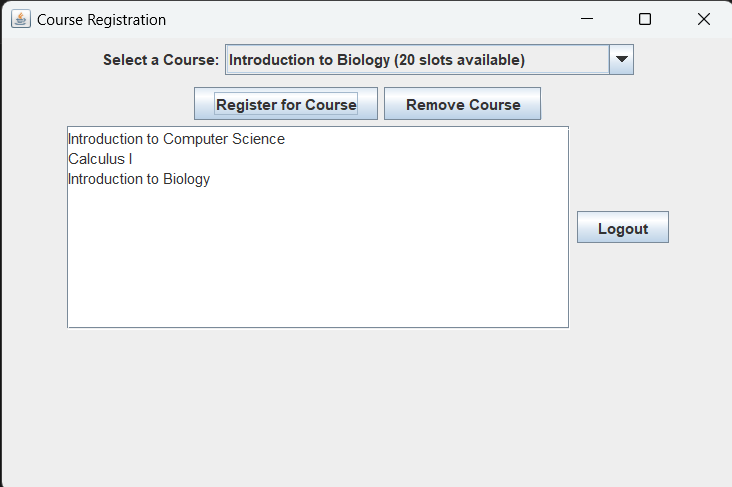 Course Registration
Select a Course: Introduction to Biology (20 slots available)
Register for Course Remove Course
Introduction to Computer Science
Calculus I
Introduction to Biology
Logout